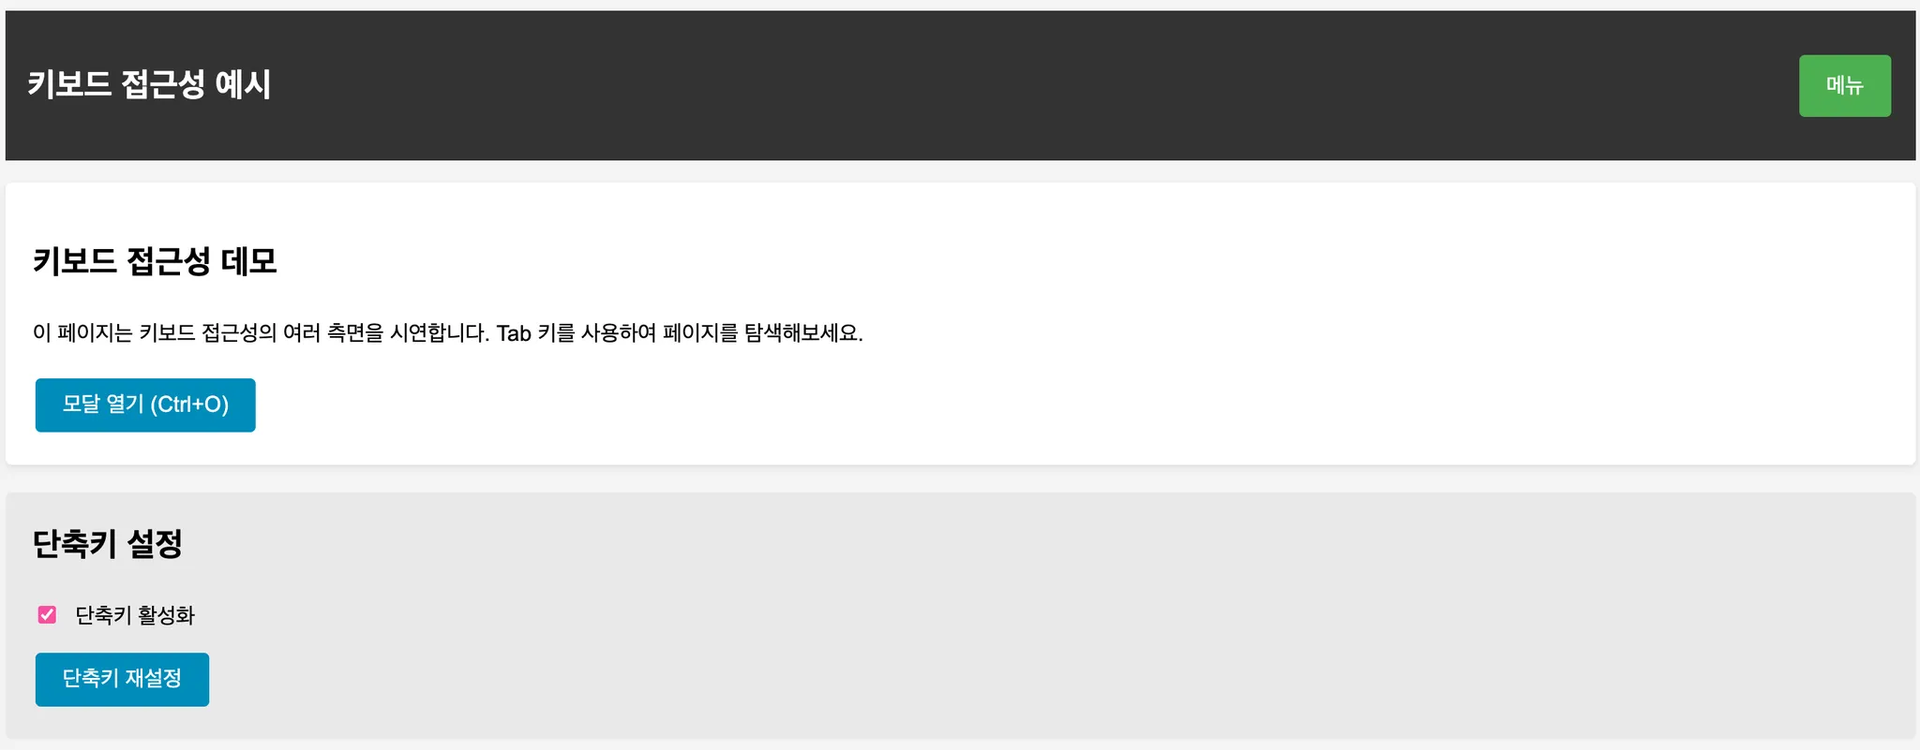 키보드 접근성 예시
메뉴
키보드 접근성 데모
이 페이지는 키보드 접근성의 여러 측면을 시연합니다. Tab 키를 사용하여 페이지를 탐색해보세요.
모달 열기 (Ctrl+O)
단축키 설정
단축키 활성화
단축키 재설정